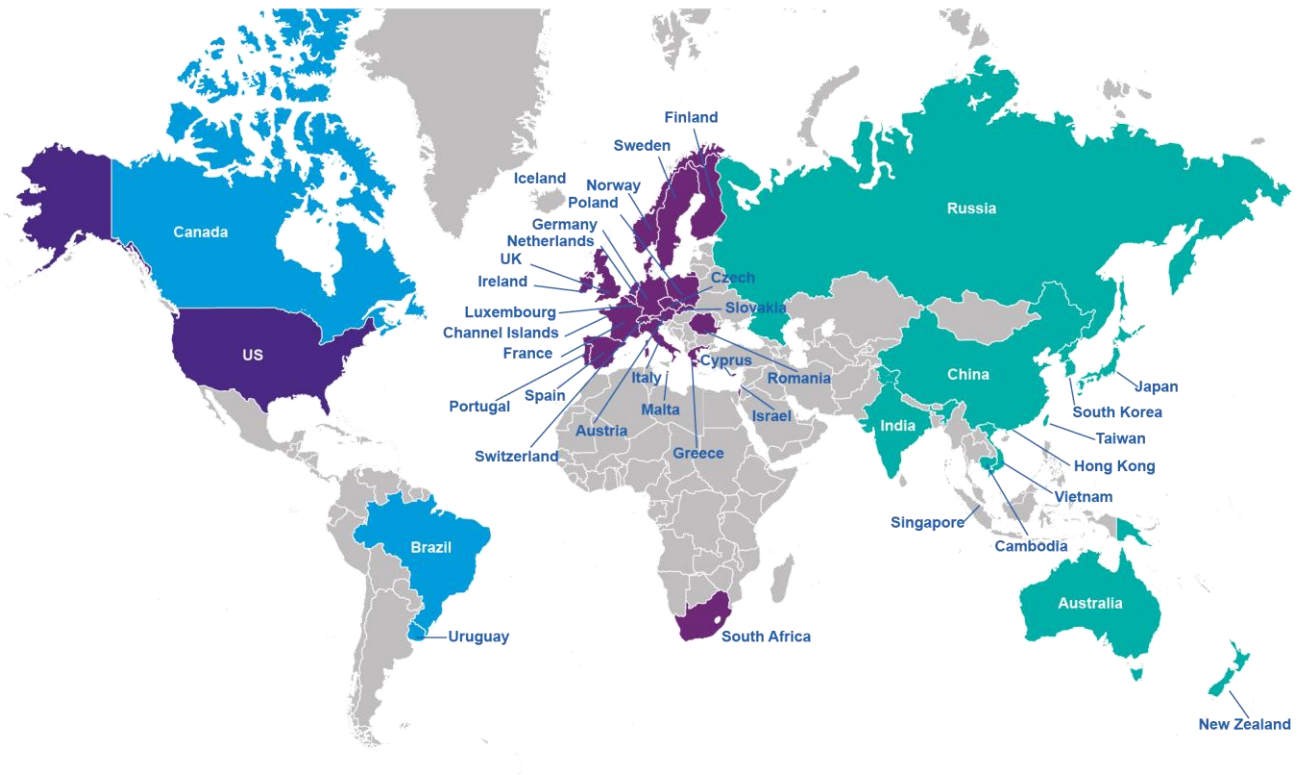 Finland
Sweden
Iceland
Norway
Poland
Russia
Germany
Canada
Netherlands
UK
Ireland
Czech
Luxembourg
Slovakia
Channel Islands
France
US
Cyprus
China
Italy
Romania
Japan
Spain
Portugal
Malta
South Korea
Israel
India
Austria
Taiwan
Greece
Switzerland
Hong Kong
Vietnam
Singapore
Brazil
Cambodia
Australia
Uruguay
South Africa
New Zealand